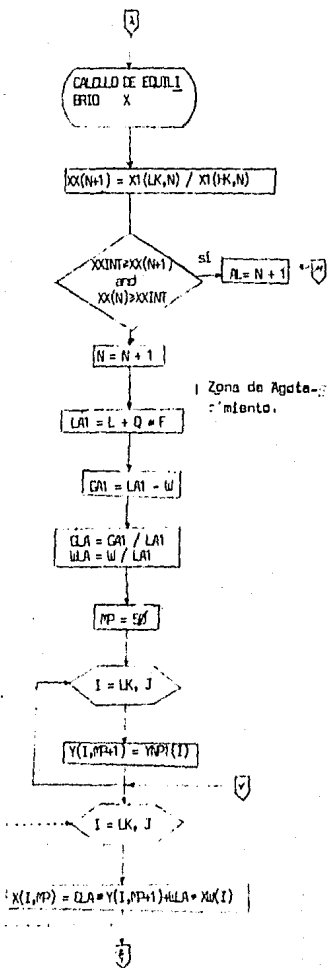 CALCULO DE EQUILI
BRIO X
XX(N+1) = X1(LK,N) / X1(HK,N)
XXINT≥XX(N+1)
and
XX(N)≥XXINT
sí
AL= N + 1
N = N + 1
Zona de Agota-
miento.
LA1 = L + Q * F
GA1 = LA1 - W
GLA = GA1 / LA1
WLA = W / LA1
MP = 50
I = LK, J
Y(I,MP+1) = YNP1(I)
I = LK, J
X(I,MP) = GLA * Y(I,MP+1)+WLA * XW(I)